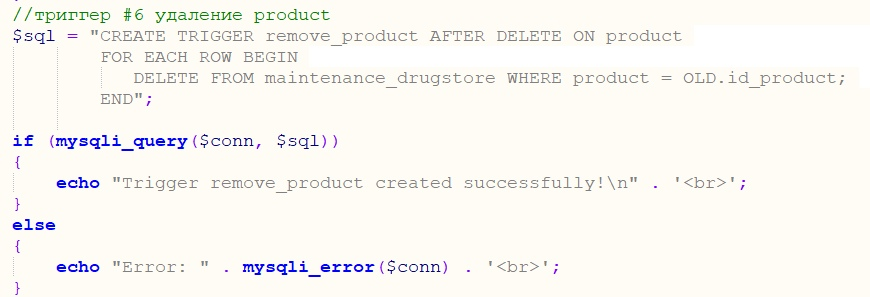 //триггер #6 удаление product
$sql = "CREATE TRIGGER remove_product AFTER DELETE ON product
FOR EACH ROW BEGIN
DELETE FROM maintenance_drugstore WHERE product = OLD.id_product;
END";
if (mysqli_query($conn, $sql))
{
echo "Trigger remove_product created successfully!\n" . '<br>';
}
else
{
echo "Error: " . mysqli_error($conn) . '<br>';
}